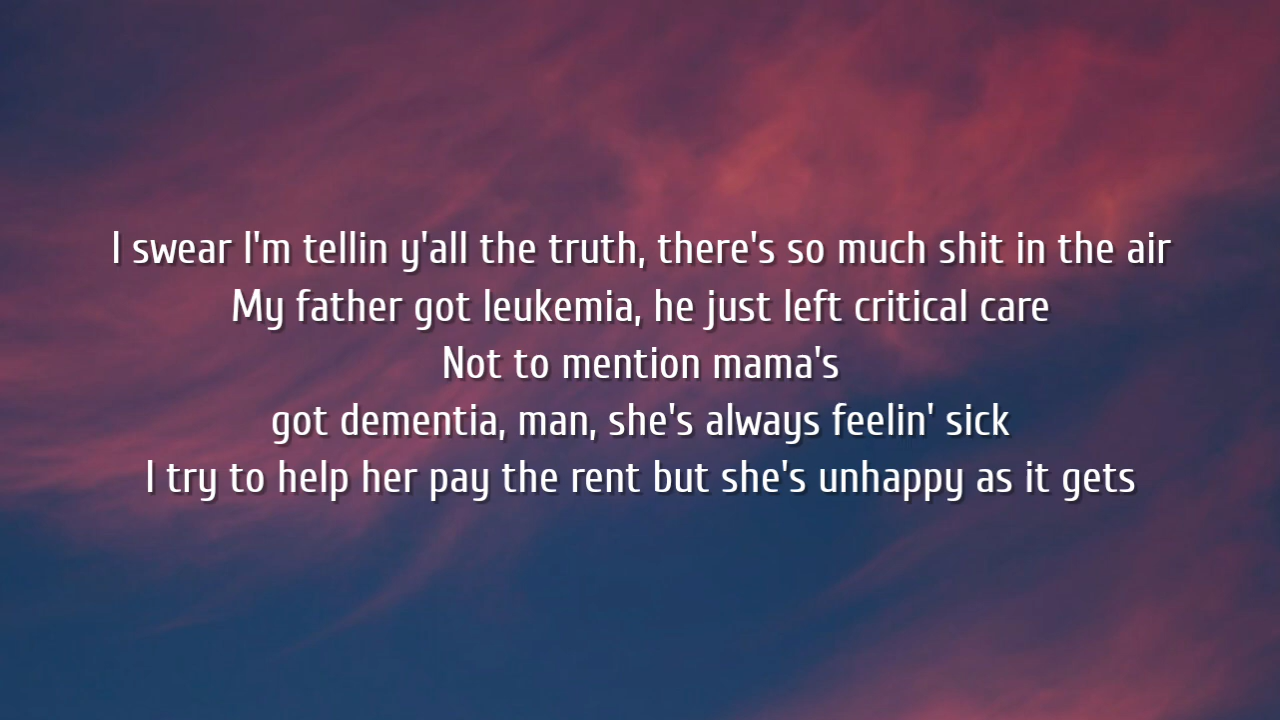 I swear I'm tellin y'all the truth, there's so much shit in the air
My father got leukemia, he just left critical care
Not to mention mama's
got dementia, man, she's always feelin' sick
I try to help her pay the rent but she's unhappy as it gets